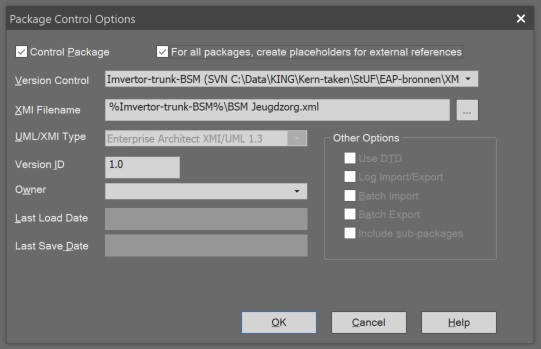 Package Control Options
Control Package
For all packages, create placeholders for external references
Version Control
Imvertor-trunk-BSM (SVN C:\Data\KING\Kern-taken\StUF\EAP-bronnen\XM
XMI Filename
%Imvertor-trunk-BSM%\BSM Jeugdzorg.xml
...
UML/XMI Type
Enterprise Architect XMI/UML 1.3
Other Options
Use DTD
Version ID
1.0
Log Import/Export
Owner
Batch Import
Batch Export
Last Load Date
Include sub-packages
Last Save Date
OK
Cancel
Help